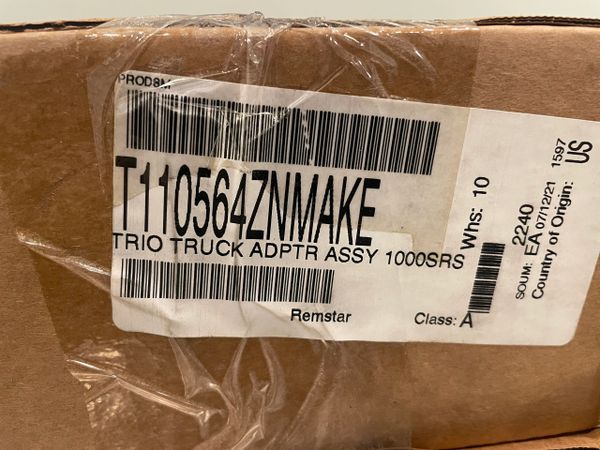 PROD8M
T110564ZNMAKE
TRIO TRUCK ADPTR ASSY 1000SRS
Remstar
Class: A
Whs: 10
2240
SOUM: EA 07/12/21 1597
Country of Origin: US